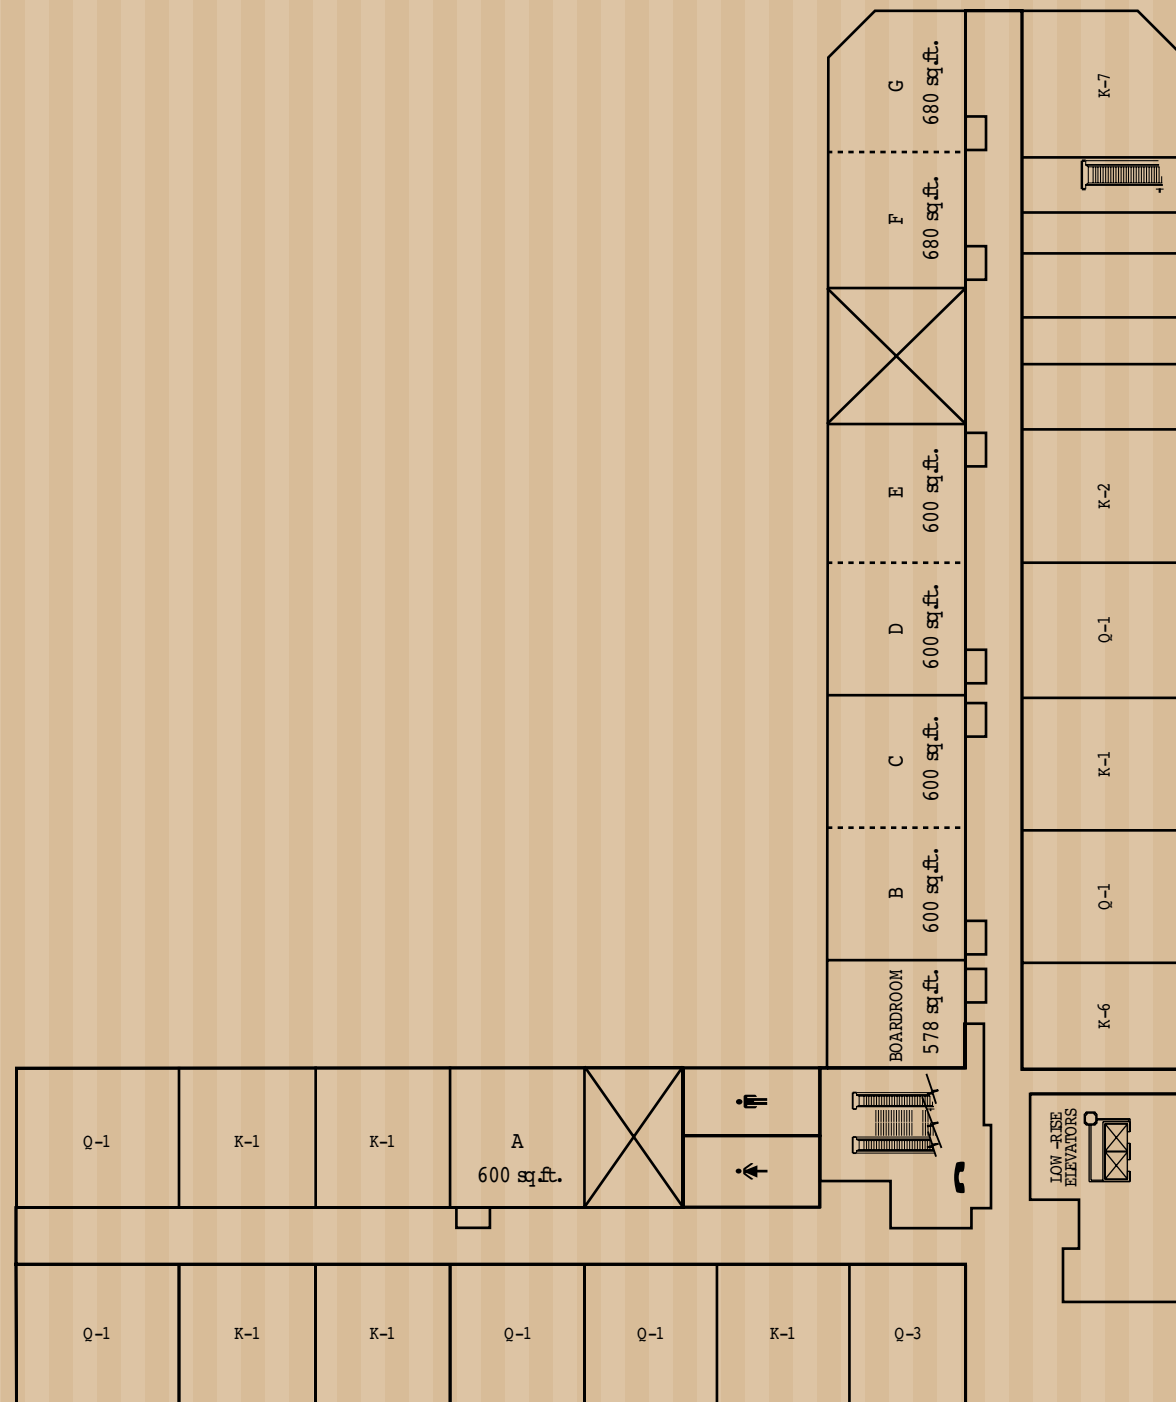 G
680 sq.ft.
K-7
F
680 sq.ft.
E
600 sq.ft.
K-2
D
600 sq.ft.
Q-1
C
600 sq.ft.
K-1
B
600 sq.ft.
Q-1
BOARDROOM
578 sq.ft.
K-6
LOW-RISE
ELEVATORS
Q-1
K-1
K-1
A
600 sq.ft.
Q-1
K-1
K-1
Q-1
Q-1
K-1
Q-3